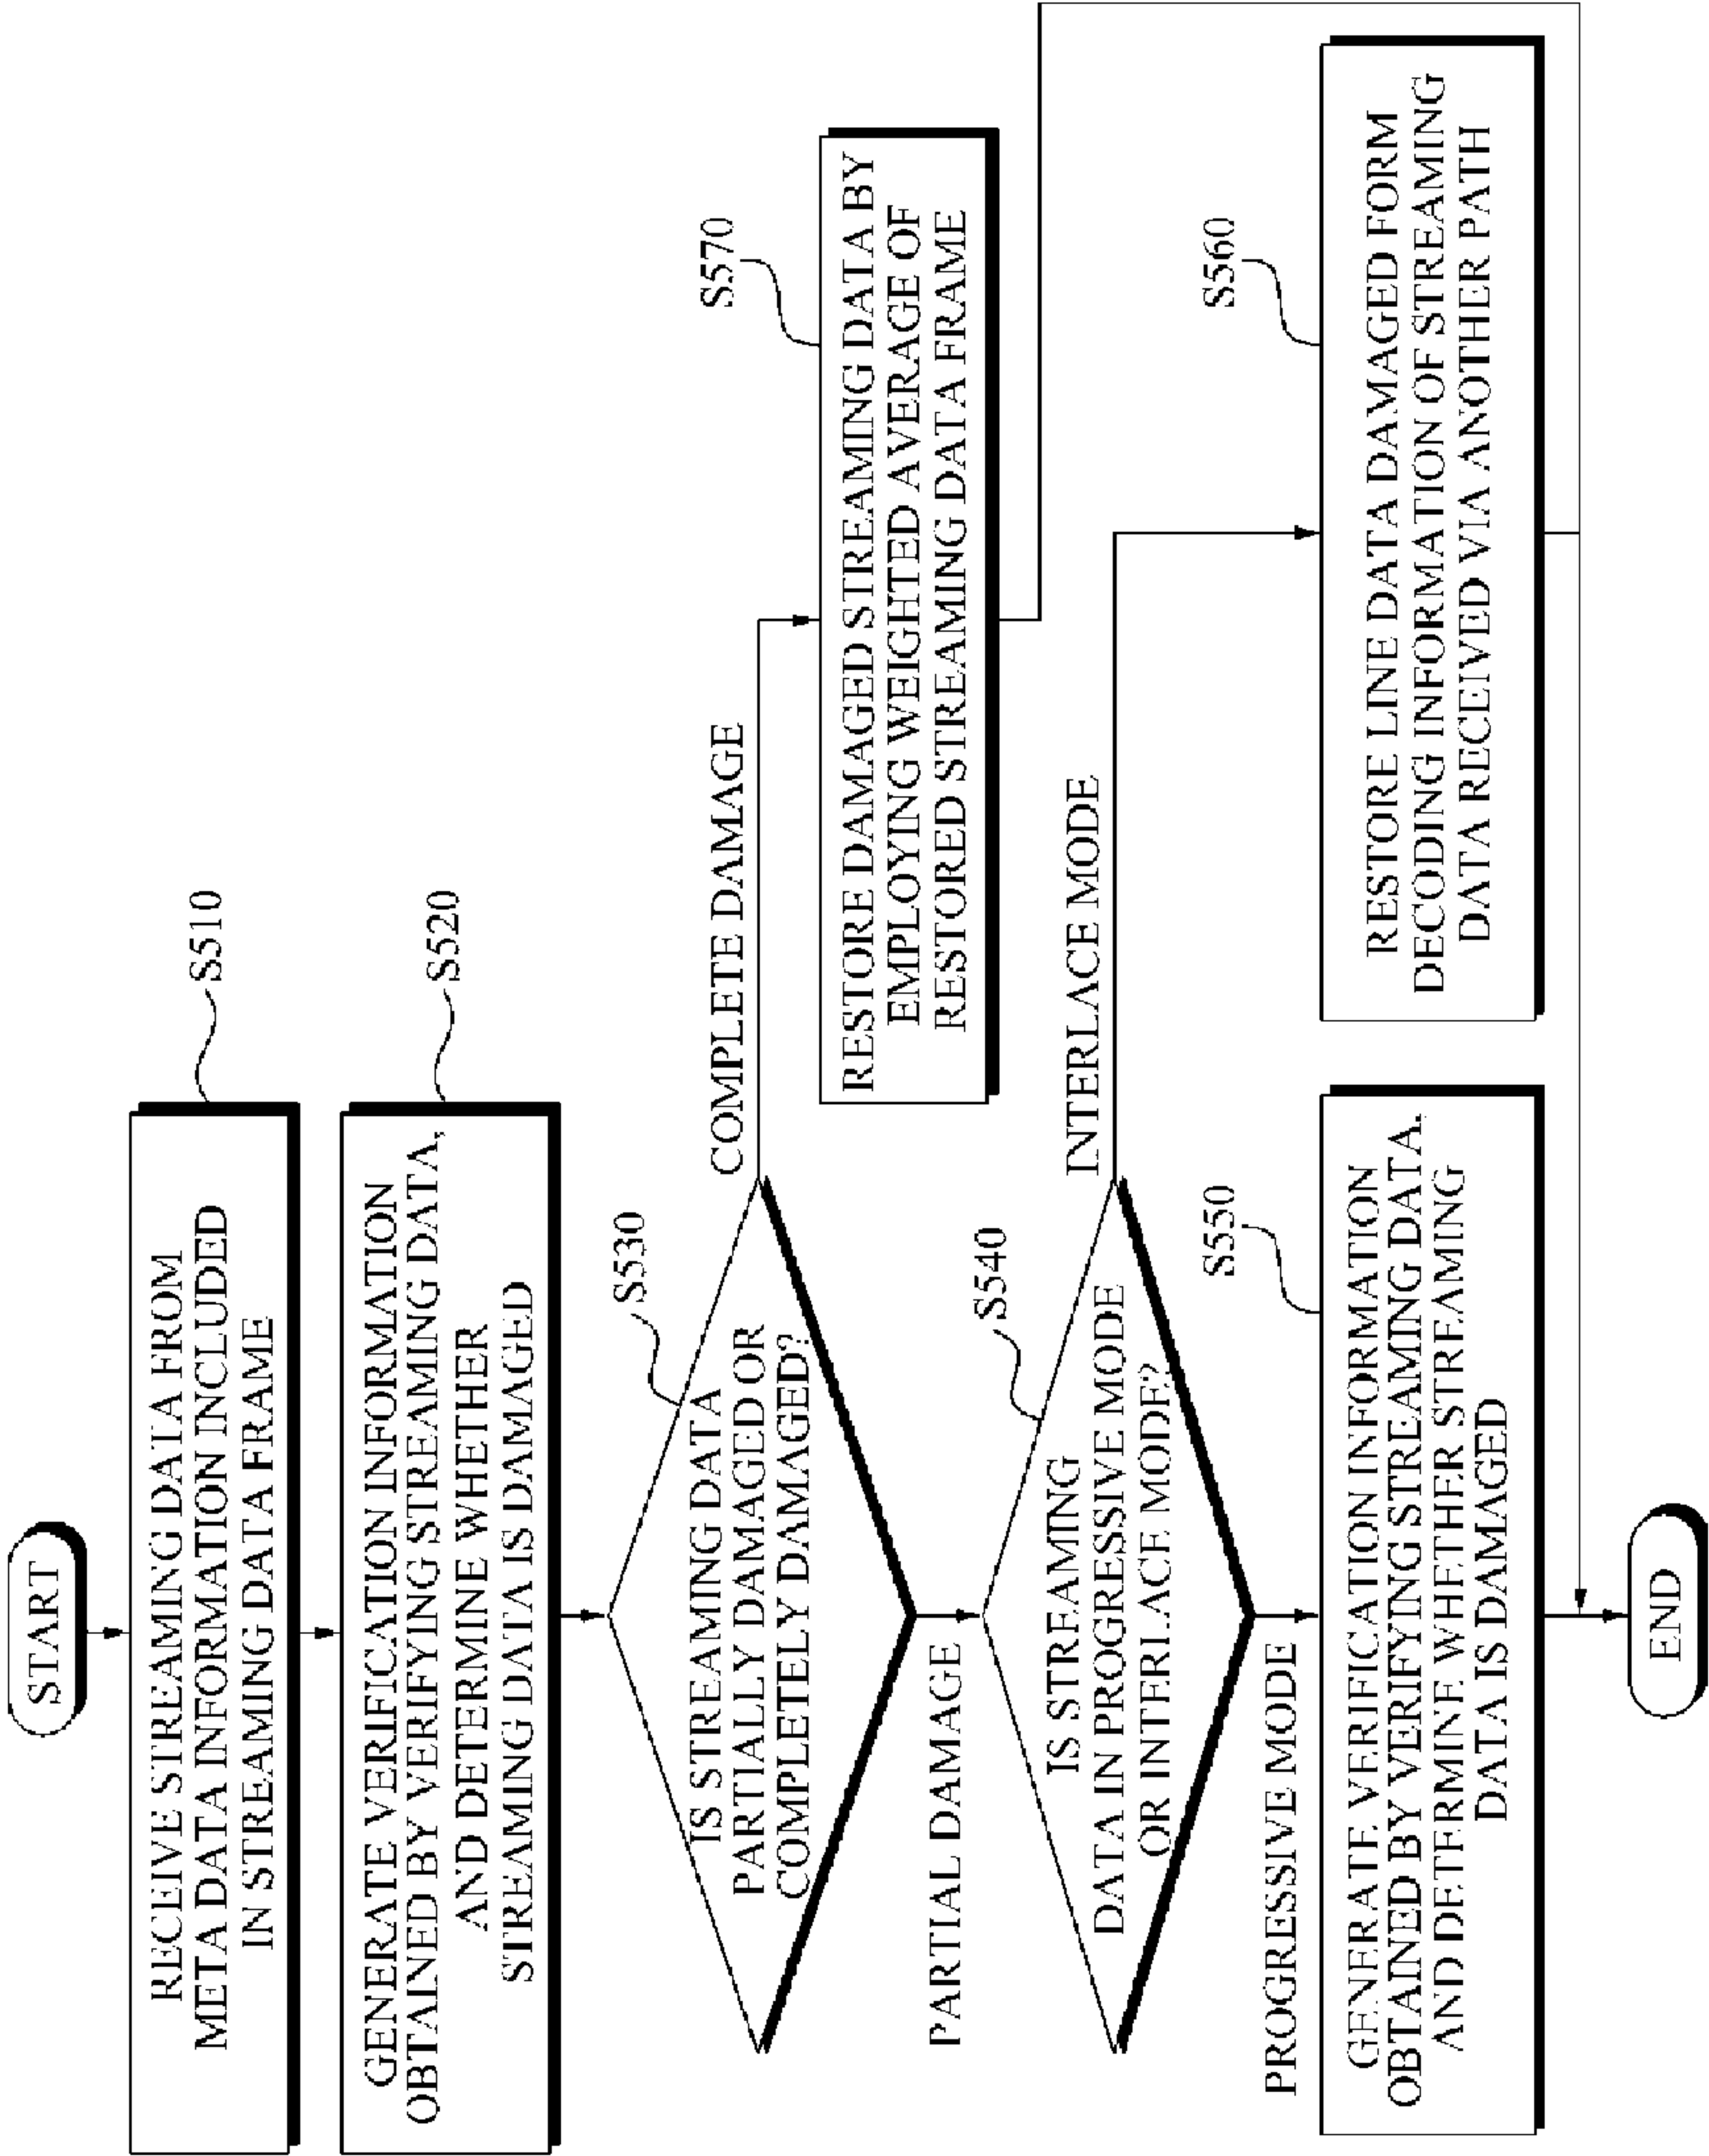 START
RECEIVE STREAMING DATA FROM
META DATA INFORMATION INCLUDED
IN STREAMING DATA FRAME
S510
GENERATE VERIFICATION INFORMATION
OBTAINED BY VERIFYING STREAMING DATA,
AND DETERMINE WHETHER
STREAMING DATA IS DAMAGED
S520
IS STREAMING DATA
PARTIALLY DAMAGED OR
COMPLETELY DAMAGED?
S530
COMPLETE DAMAGE
RESTORE DAMAGED STREAMING DATA BY
EMPLOYING WEIGHTED AVERAGE OF
RESTORED STREAMING DATA FRAME
S570
PARTIAL DAMAGE
IS STREAMING
DATA IN PROGRESSIVE MODE
OR INTERLACE MODE?
S540
INTERLACE MODE
PROGRESSIVE MODE
GENERATE VERIFICATION INFORMATION
OBTAINED BY VERIFYING STREAMING DATA.
AND DETERMINE WHETHER STREAMING
DATA IS DAMAGED
S550
RESTORE LINE DATA DAMAGED FORM
DECODING INFORMATION OF STREAMING
DATA RECEIVED VIA ANOTHER PATH
S560
END